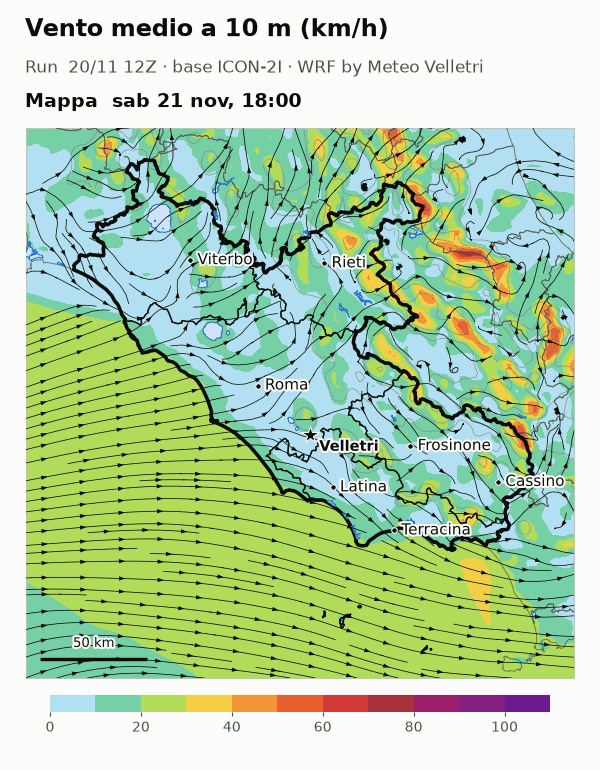 Vento medio a 10 m (km/h)
Run  20/11 12Z · base ICON-2I · WRF by Meteo Velletri
Mappa  sab 21 nov, 18:00
Viterbo
Rieti
Roma
Velletri
Frosinone
Latina
Cassino
Terracina
50 km
0 20 40 60 80 100